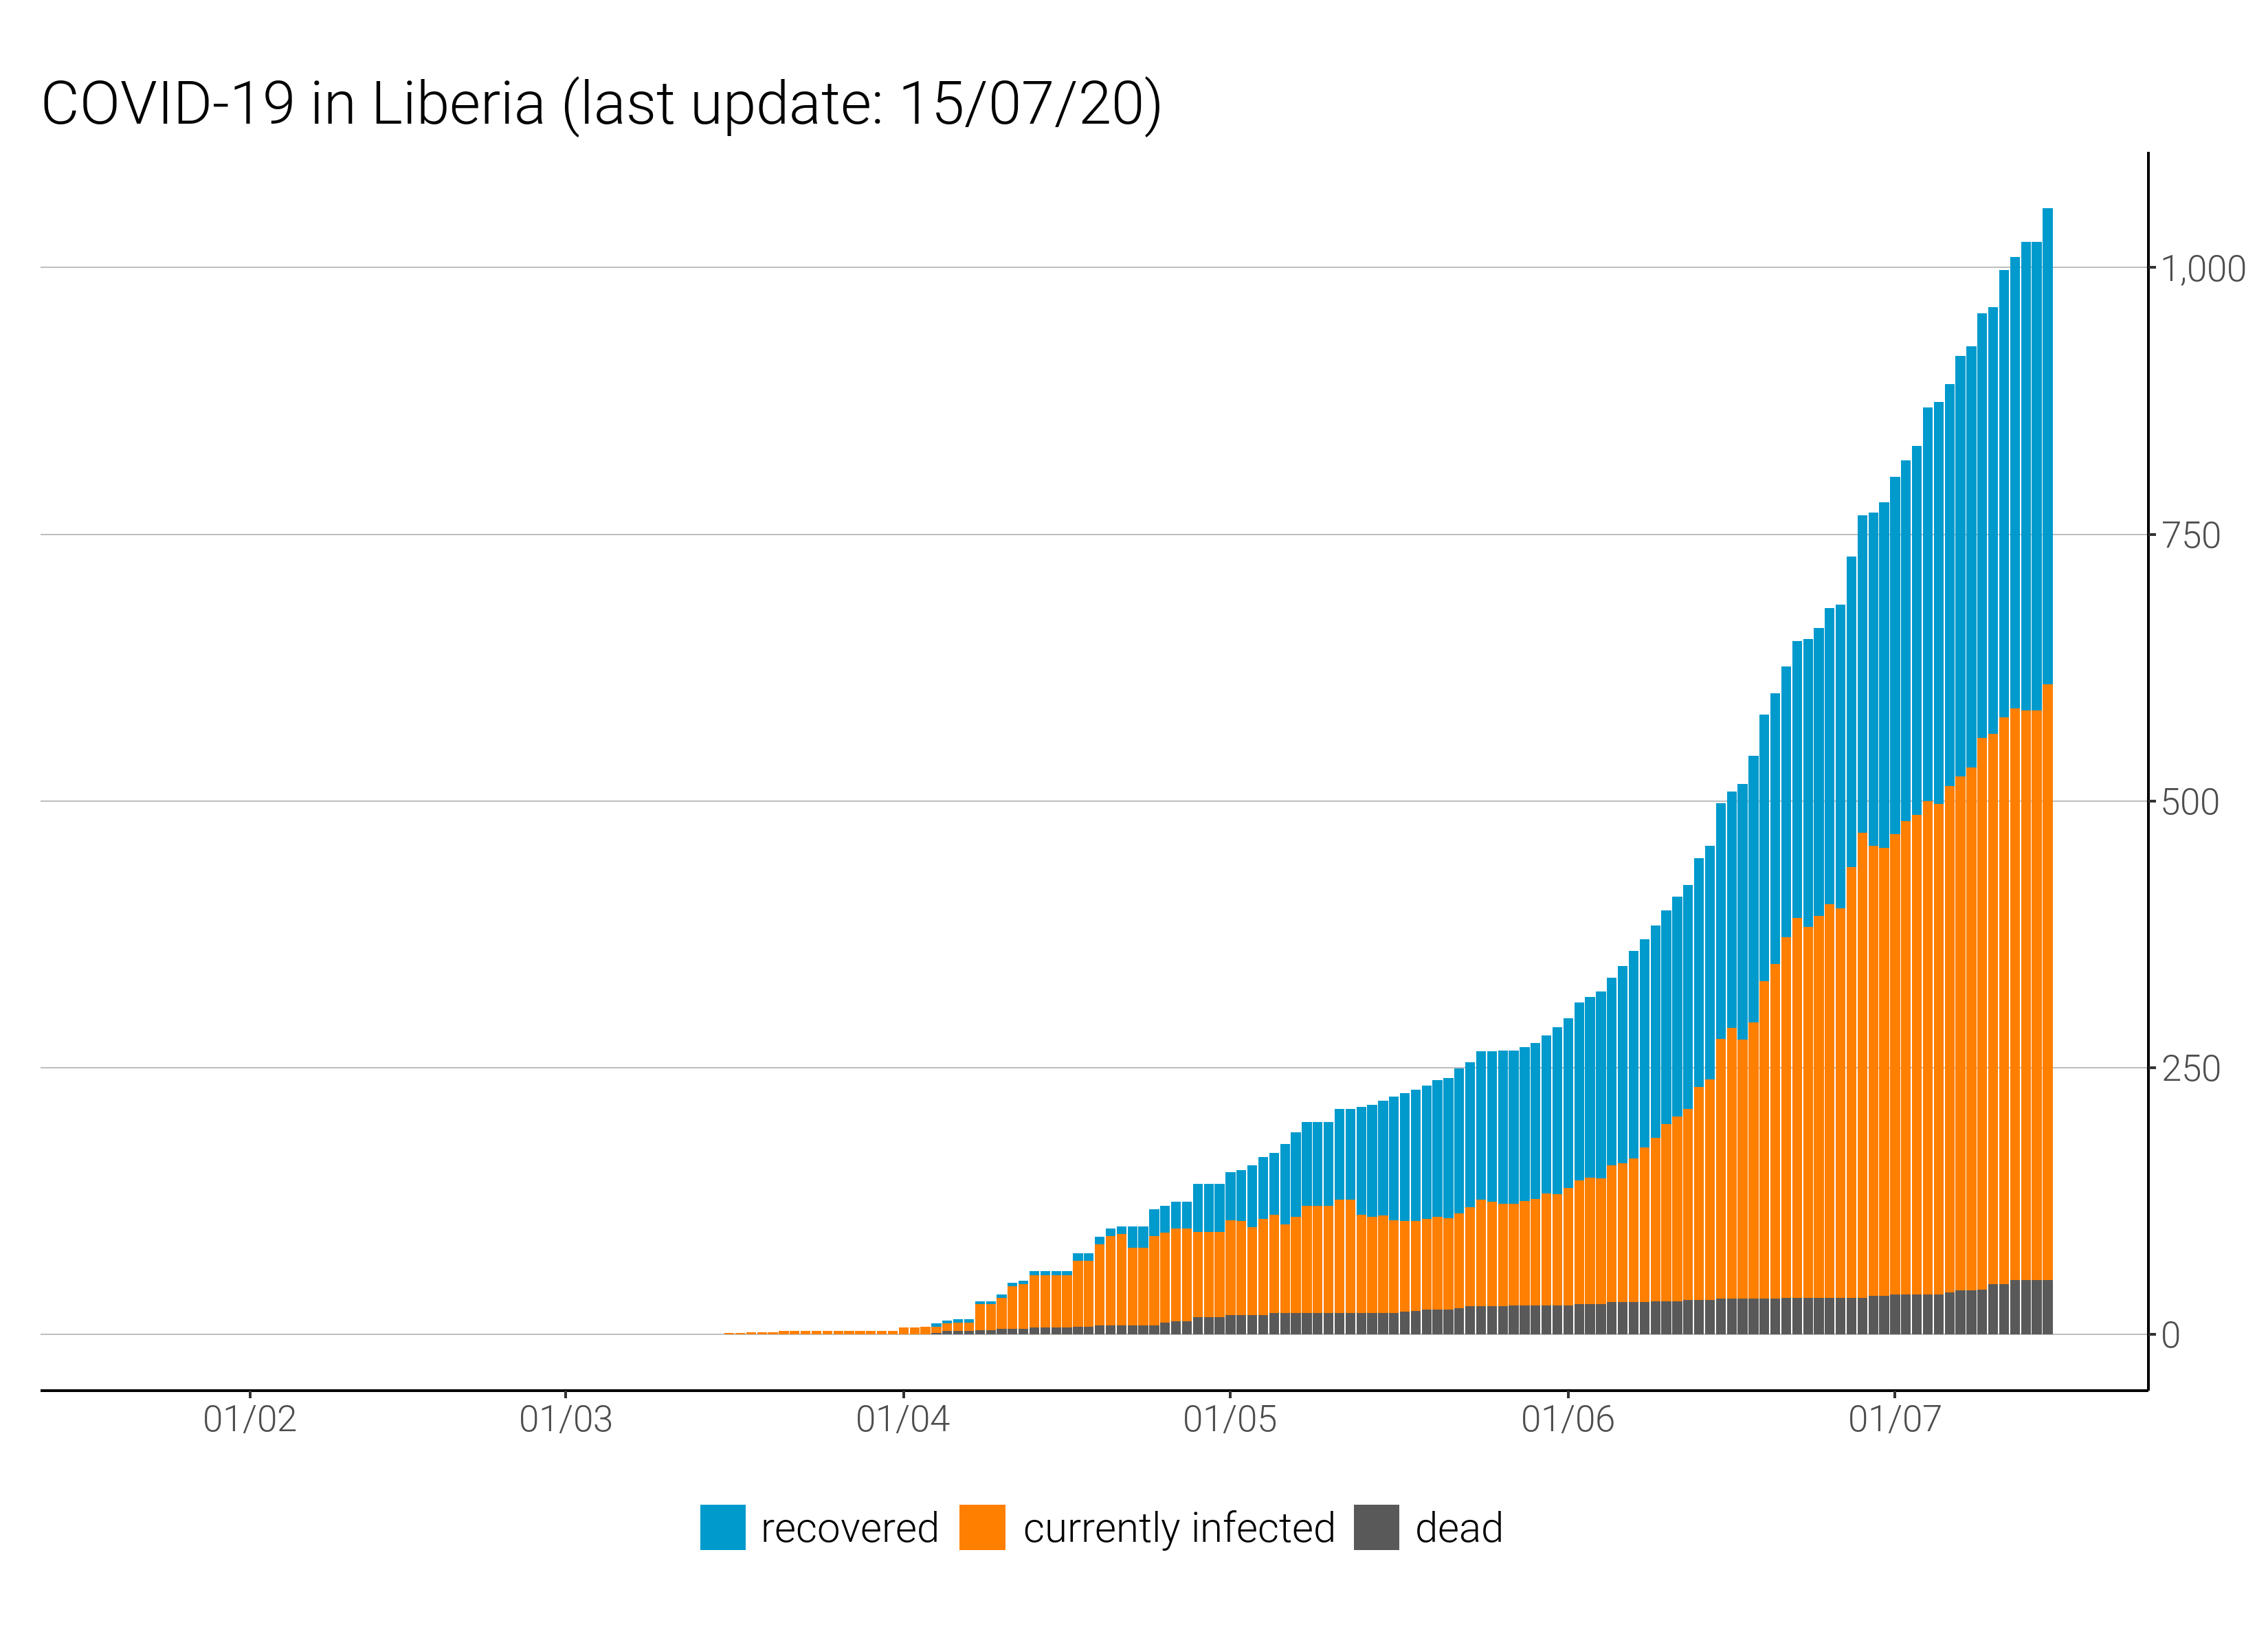 COVID-19 in Liberia (last update: 15/07/20)
1,000
750
500
250
0
01/02 01/03 01/04 01/05 01/06 01/07
recovered currently infected dead